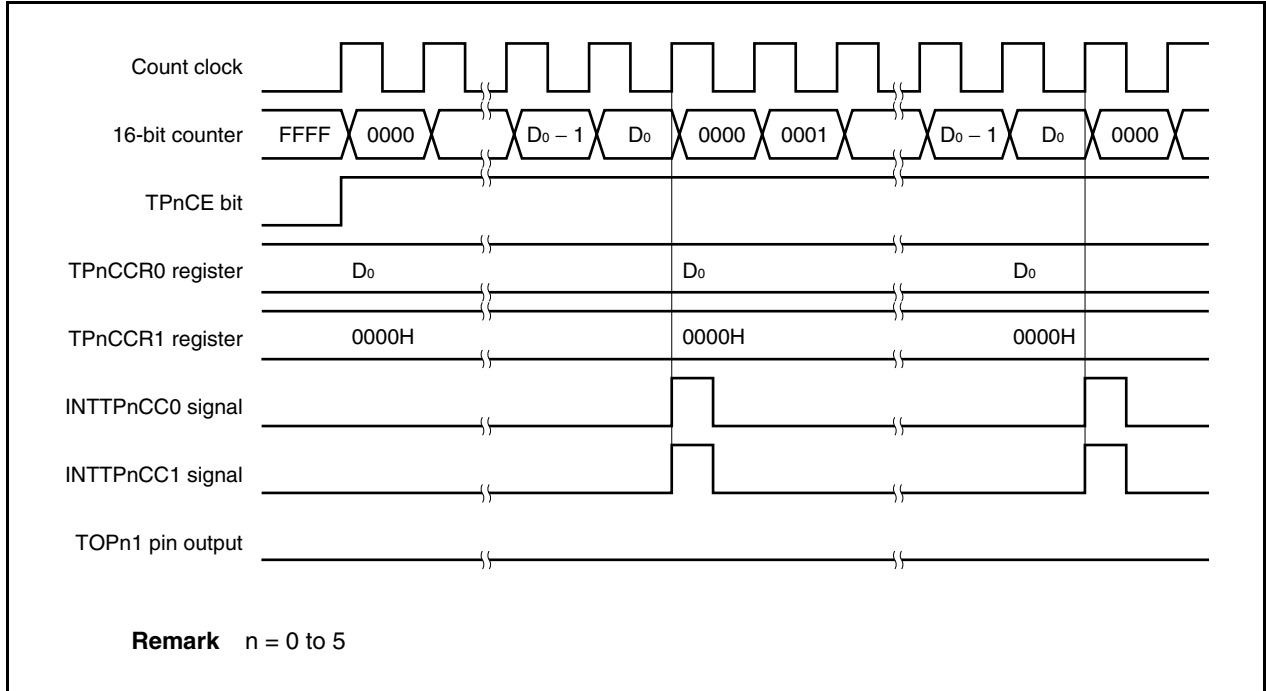 Count clock
16-bit counter FFFF 0000 D₀ − 1 D₀ 0000 0001 D₀ − 1 D₀ 0000
TPnCE bit
TPnCCR0 register D₀ D₀ D₀
TPnCCR1 register 0000H 0000H 0000H
INTTPnCC0 signal
INTTPnCC1 signal
TOPn1 pin output
Remark n = 0 to 5